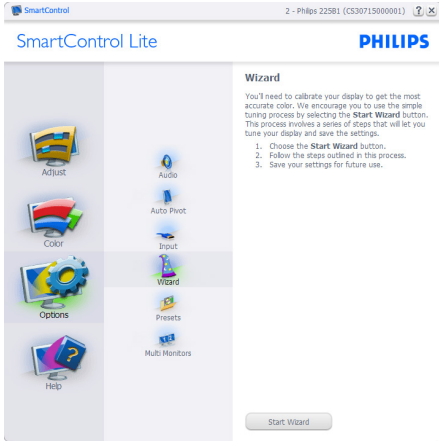 SmartControl
2 - Philips 225B1 (CS30715000001) ? X
SmartControl Lite
PHILIPS
Adjust
Color
Options
Help
Audio
Auto Pivot
Input
Wizard
Presets
Multi Monitors
Wizard
You'll need to calibrate your display to get the most
accurate color. We encourage you to use the simple
tuning process by selecting the Start Wizard button.
This process involves a series of steps that will let you
tune your display and save the settings.
1. Choose the Start Wizard button.
2. Follow the steps outlined in this process.
3. Save your settings for future use.
Start Wizard